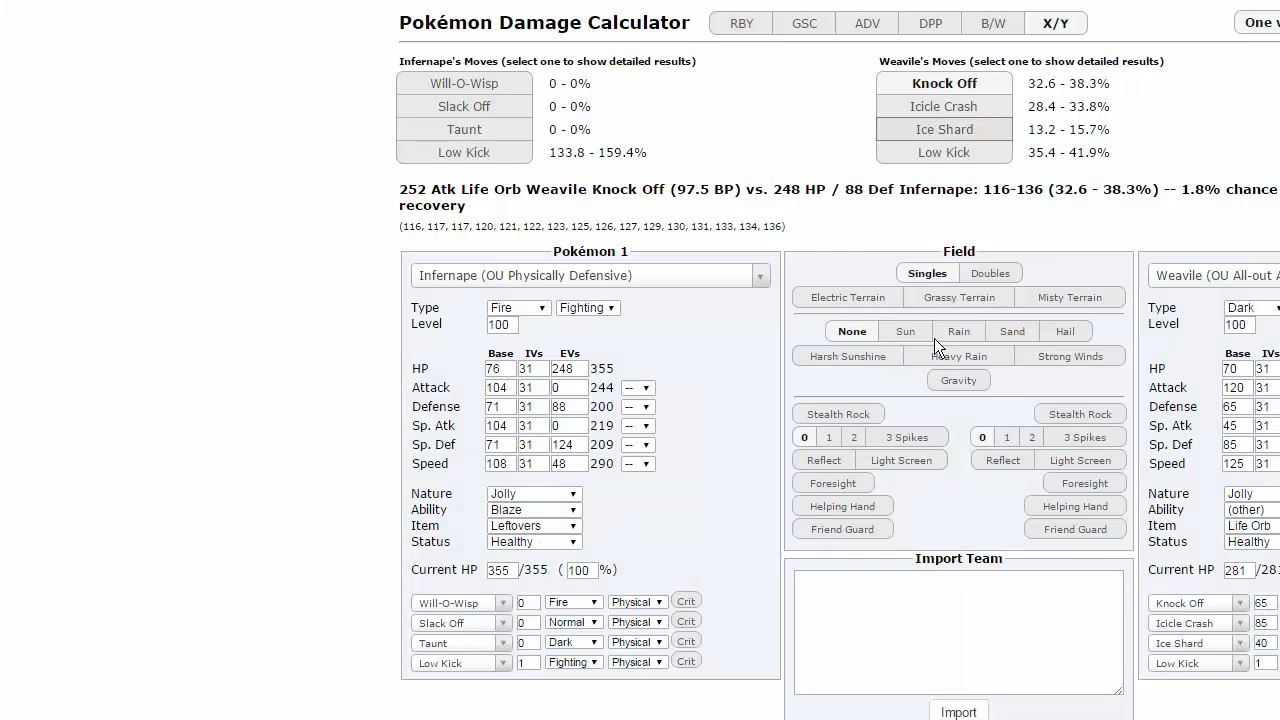 Pokémon Damage Calculator RBY GSC ADV DPP B/W X/Y One v
Infernape's Moves (select one to show detailed results)
Will-O-Wisp 0 - 0%
Slack Off 0 - 0%
Taunt 0 - 0%
Low Kick 133.8 - 159.4%
Weavile's Moves (select one to show detailed results)
Knock Off 32.6 - 38.3%
Icicle Crash 28.4 - 33.8%
Ice Shard 13.2 - 15.7%
Low Kick 35.4 - 41.9%
252 Atk Life Orb Weavile Knock Off (97.5 BP) vs. 248 HP / 88 Def Infernape: 116-136 (32.6 - 38.3%) -- 1.8% chance
recovery
(116, 117, 117, 120, 121, 122, 123, 125, 126, 127, 129, 130, 131, 133, 134, 136)
Pokémon 1
Infernape (OU Physically Defensive)
Type Fire Fighting
Level 100
Base IVs EVs
HP 76 31 248 355
Attack 104 31 0 244 --
Defense 71 31 88 200 --
Sp. Atk 104 31 0 219 --
Sp. Def 71 31 124 209 --
Speed 108 31 48 290 --
Nature Jolly
Ability Blaze
Item Leftovers
Status Healthy
Current HP 355 /355 ( 100 %)
Will-O-Wisp 0 Fire Physical Crit
Slack Off 0 Normal Physical Crit
Taunt 0 Dark Physical Crit
Low Kick 1 Fighting Physical Crit
Field
Singles Doubles
Electric Terrain Grassy Terrain Misty Terrain
None Sun Rain Sand Hail
Harsh Sunshine Heavy Rain Strong Winds
Gravity
Stealth Rock Stealth Rock
0 1 2 3 Spikes 0 1 2 3 Spikes
Reflect Light Screen Reflect Light Screen
Foresight Foresight
Helping Hand Helping Hand
Friend Guard Friend Guard
Import Team
Import
Weavile (OU All-out A
Type Dark
Level 100
Base IVs
HP 70 31
Attack 120 31
Defense 65 31
Sp. Atk 45 31
Sp. Def 85 31
Speed 125 31
Nature Jolly
Ability (other)
Item Life Orb
Status Healthy
Current HP 281 /281
Knock Off 65
Icicle Crash 85
Ice Shard 40
Low Kick 1